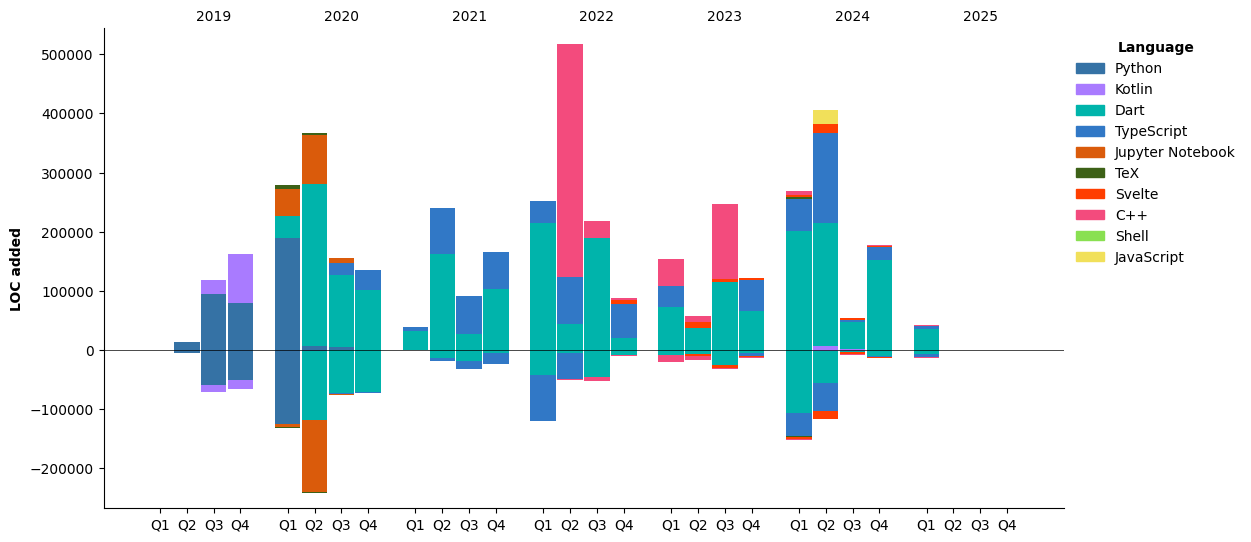 2019 2020 2021 2022 2023 2024 2025
LOC added
500000
400000
300000
200000
100000
0
−100000
−200000
Q1 Q2 Q3 Q4 Q1 Q2 Q3 Q4 Q1 Q2 Q3 Q4 Q1 Q2 Q3 Q4 Q1 Q2 Q3 Q4 Q1 Q2 Q3 Q4 Q1 Q2 Q3 Q4
Language
Python
Kotlin
Dart
TypeScript
Jupyter Notebook
TeX
Svelte
C++
Shell
JavaScript